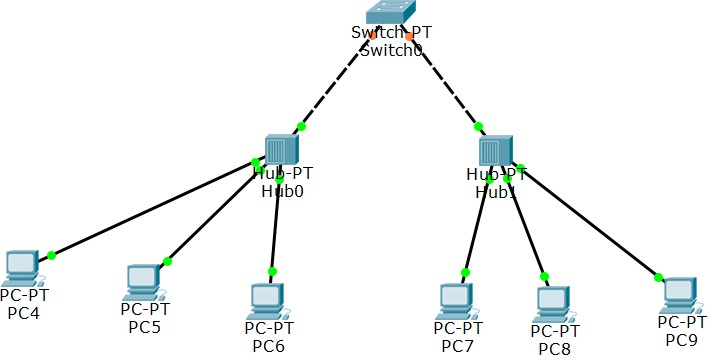 Switch-PT
Switch0
Hub-PT
Hub0
Hub-PT
Hub1
PC-PT
PC4
PC-PT
PC5
PC-PT
PC6
PC-PT
PC7
PC-PT
PC8
PC-PT
PC9